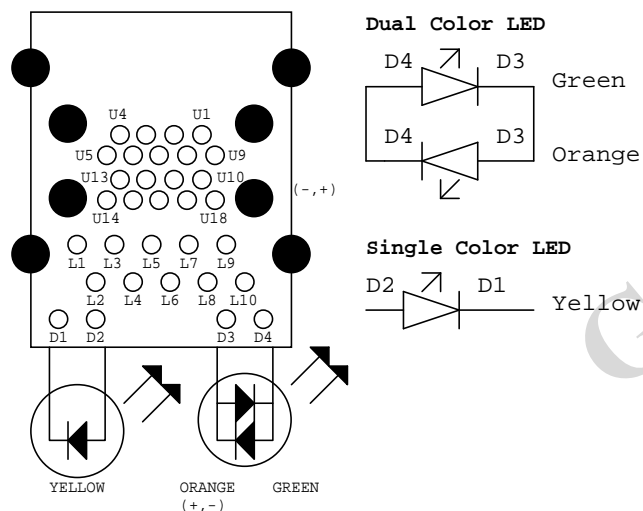 Dual Color LED
D4 D3
Green
D4 D3
Orange
Single Color LED
D2 D1
Yellow
U4 U1
U5 U9
U13 U10
U14 U18
(-,+)
L1 L3 L5 L7 L9
L2 L4 L6 L8 L10
D1 D2 D3 D4
YELLOW ORANGE GREEN
(+,-)